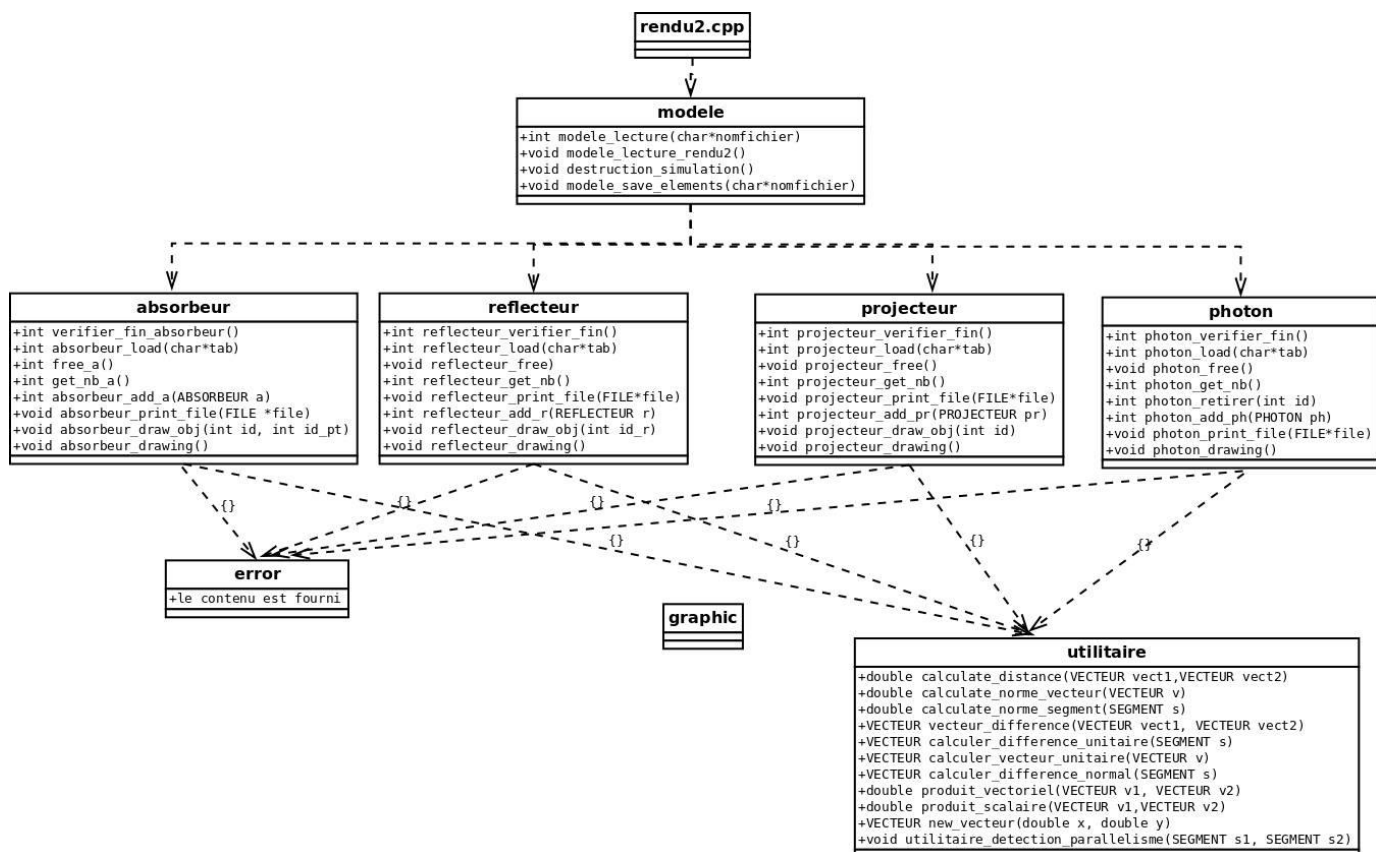 rendu2.cpp
modele
+int modele_lecture(char*nomfichier)
+void modele_lecture_rendu2()
+void destruction_simulation()
+void modele_save_elements(char*nomfichier)
absorbeur
+int verifier_fin_absorbeur()
+int absorbeur_load(char*tab)
+int free_a()
+int get_nb_a()
+int absorbeur_add_a(ABSORBEUR a)
+void absorbeur_print_file(FILE *file)
+void absorbeur_draw_obj(int id, int id_pt)
+void absorbeur_drawing()
reflecteur
+int reflecteur_verifier_fin()
+int reflecteur_load(char*tab)
+void reflecteur_free)
+int reflecteur_get_nb()
+void reflecteur_print_file(FILE*file)
+int reflecteur_add_r(REFLECTEUR r)
+void reflecteur_draw_obj(int id_r)
+void reflecteur_drawing()
projecteur
+int projecteur_verifier_fin()
+int projecteur_load(char*tab)
+void projecteur_free()
+int projecteur_get_nb()
+void projecteur_print_file(FILE*file)
+int projecteur_add_pr(PROJECTEUR pr)
+void projecteur_draw_obj(int id)
+void projecteur_drawing()
photon
+int photon_verifier_fin()
+int photon_load(char*tab)
+void photon_free()
+int photon_get_nb()
+int photon_retirer(int id)
+int photon_add_ph(PHOTON ph)
+void photon_print_file(FILE*file)
+void photon_drawing()
{}
{}
{}
{}
{}
{}
{}
{}
error
+le contenu est fourni
graphic
utilitaire
+double calculate_distance(VECTEUR vect1,VECTEUR vect2)
+double calculate_norme_vecteur(VECTEUR v)
+double calculate_norme_segment(SEGMENT s)
+VECTEUR vecteur_difference(VECTEUR vect1, VECTEUR vect2)
+VECTEUR calculer_difference_unitaire(SEGMENT s)
+VECTEUR calculer_vecteur_unitaire(VECTEUR v)
+VECTEUR calculer_difference_normal(SEGMENT s)
+double produit_vectoriel(VECTEUR v1, VECTEUR v2)
+double produit_scalaire(VECTEUR v1,VECTEUR v2)
+VECTEUR new_vecteur(double x, double y)
+void utilitaire_detection_parallelisme(SEGMENT s1, SEGMENT s2)